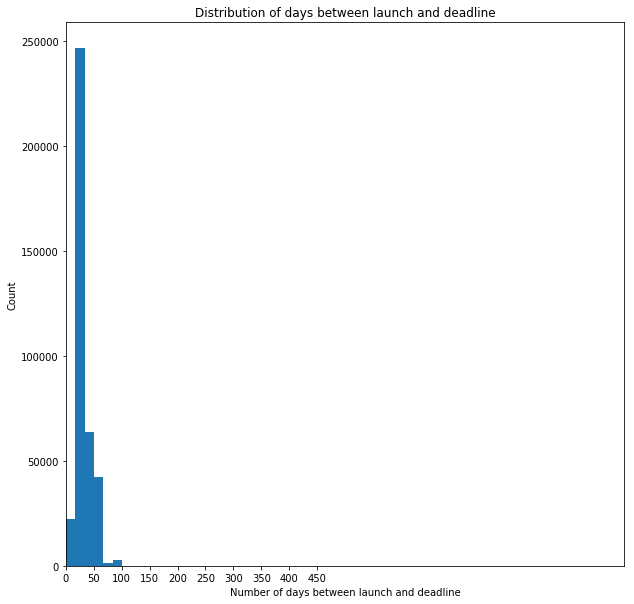 Distribution of days between launch and deadline
250000
200000
150000
100000
50000
0
Count
0 50 100 150 200 250 300 350 400 450
Number of days between launch and deadline